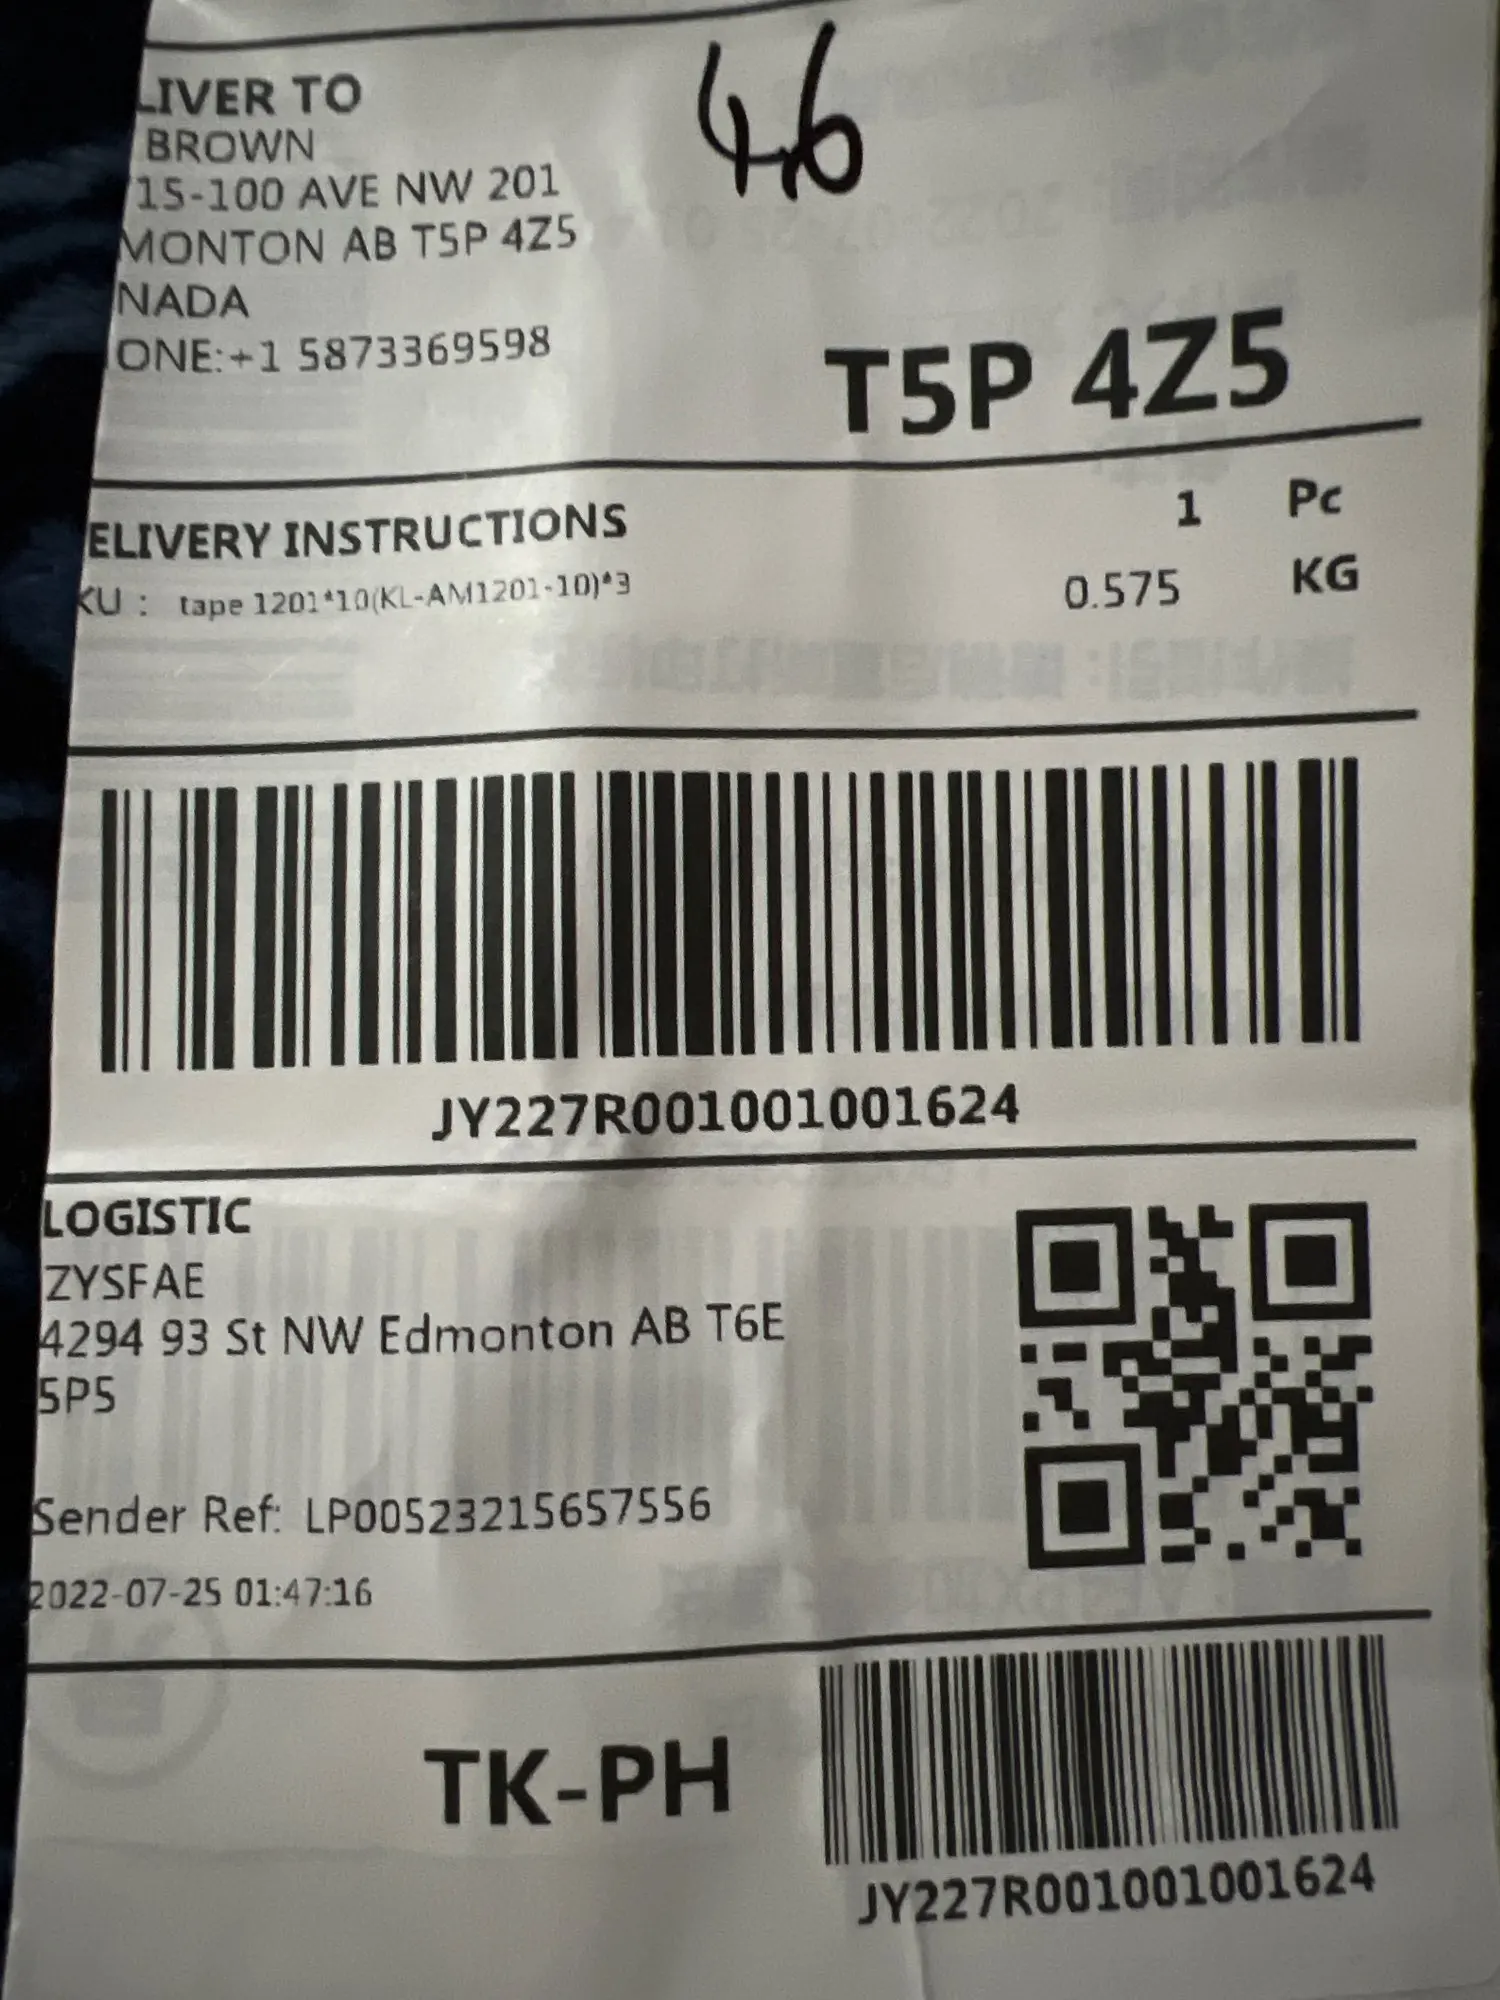 LIVER TO
46
BROWN
15-100 AVE NW 201
MONTON AB T5P 4Z5
NADA
ONE:+1 5873369598
T5P 4Z5
ELIVERY INSTRUCTIONS
1 Pc
KU : tape 1201*10(KL-AM1201-10)*3
0.575 KG
JY227R001001001624
LOGISTIC
ZYSFAE
4294 93 St NW Edmonton AB T6E
5P5
Sender Ref: LP00523215657556
2022-07-25 01:47:16
TK-PH
JY227R001001001624